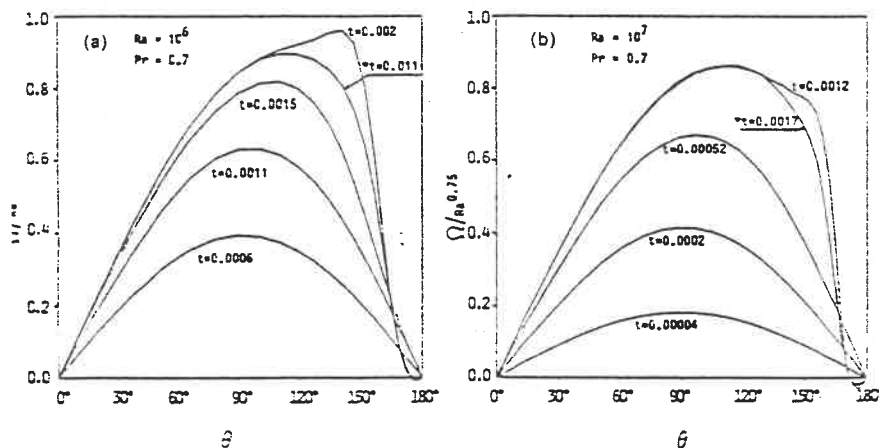 (a)
Ra = 10^6
Pr = 0.7
t=0.002
*t=0.011
t=0.0015
t=0.0011
t=0.0006
1.0
0.8
0.6
0.4
0.2
0.0
0° 30° 60° 90° 120° 150° 180°
θ
(b)
Ra = 10^7
Pr = 0.7
t=0.0012
*t=0.0017
t=0.00052
t=0.0002
t=0.00004
Ω/Ra^0.75
1.0
0.8
0.6
0.4
0.2
0.0
0° 30° 60° 90° 120° 150° 180°
θ